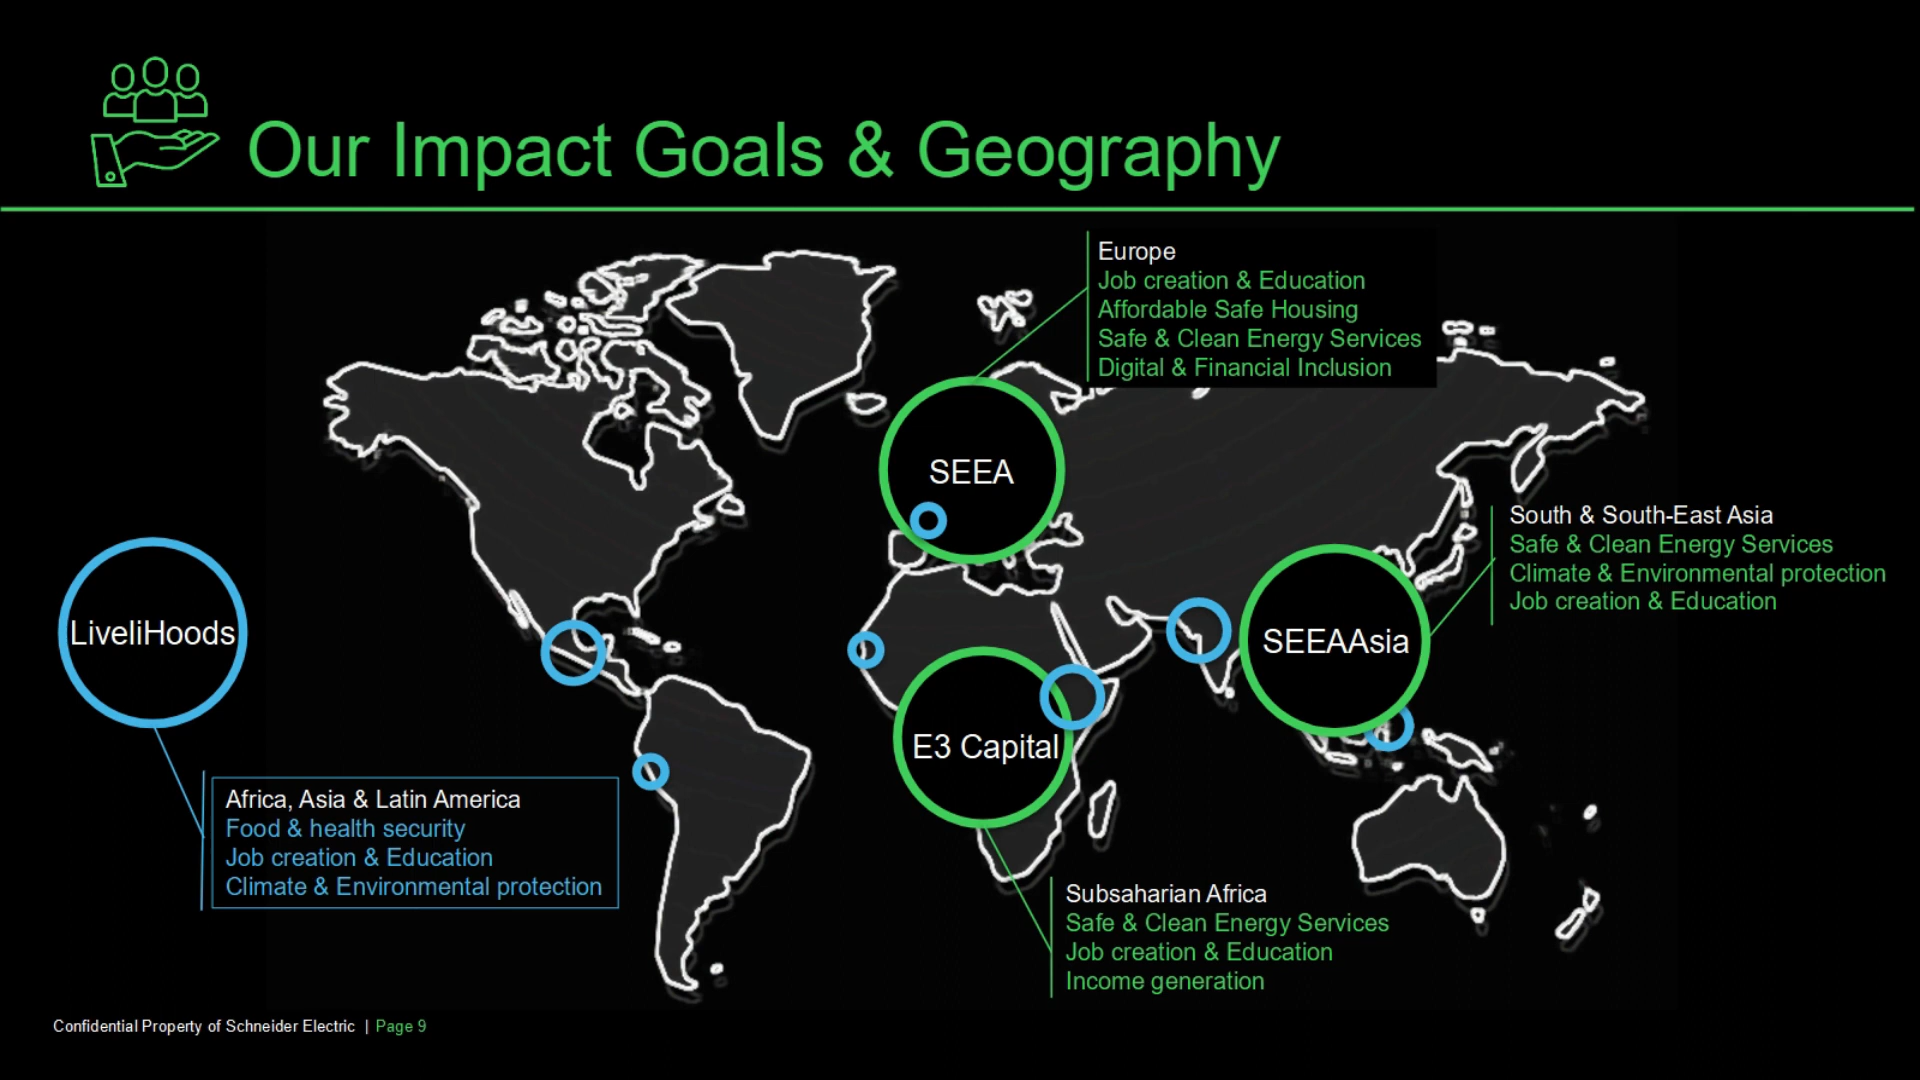 Our Impact Goals & Geography
Europe
Job creation & Education
Affordable Safe Housing
Safe & Clean Energy Services
Digital & Financial Inclusion
SEEA
South & South-East Asia
Safe & Clean Energy Services
Climate & Environmental protection
Job creation & Education
LiveliHoods
SEEAAsia
E3 Capital
Africa, Asia & Latin America
Food & health security
Job creation & Education
Climate & Environmental protection
Subsaharian Africa
Safe & Clean Energy Services
Job creation & Education
Income generation
Confidential Property of Schneider Electric | Page 9